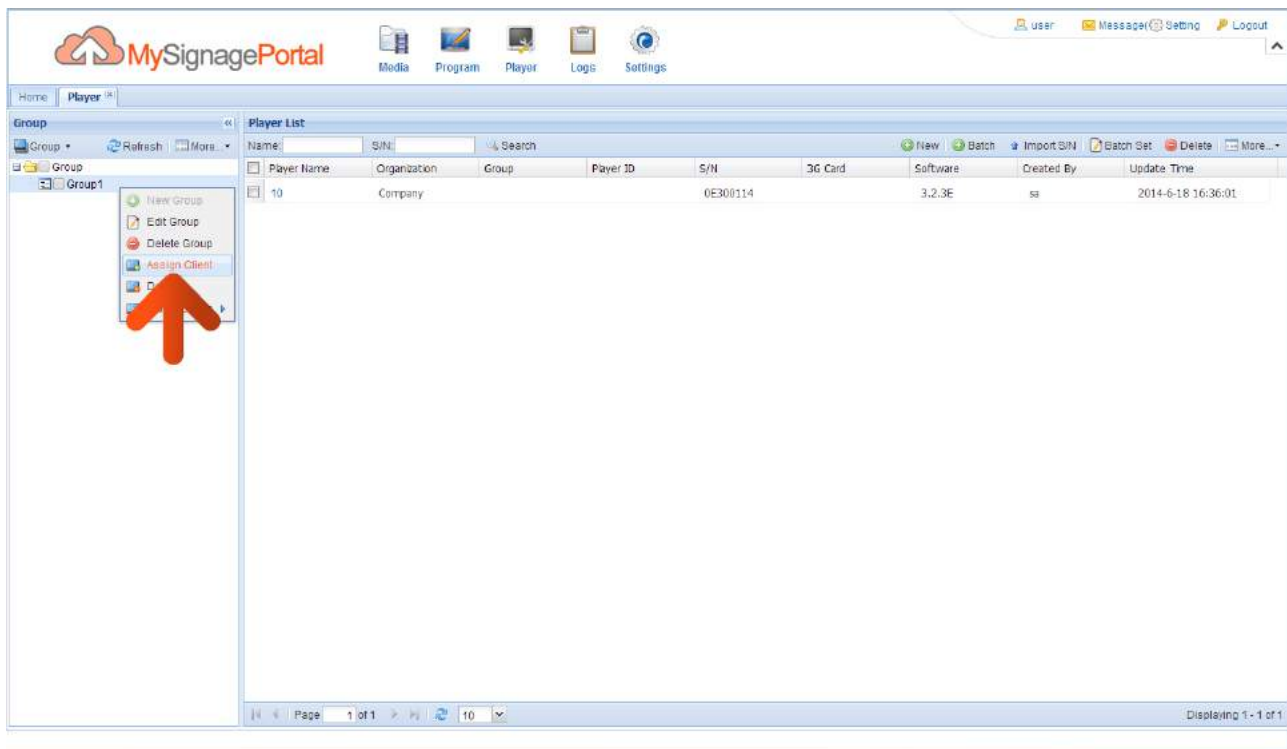 user Message( Setting Logout
MySignagePortal
Media Program Player Logs Settings
Home Player
Group Player List
Group Refresh More... Name: S/N: Search New Batch Import S/N Batch Set Delete More...
Group Player Name Organization Group Player ID S/N 3G Card Software Created By Update Time
Group1 10 Company 0E300114 3.2.3E sa 2014-6-18 16:36:01
New Group
Edit Group
Delete Group
Assign Client
Page 1 of 1 10 Displaying 1 - 1 of 1